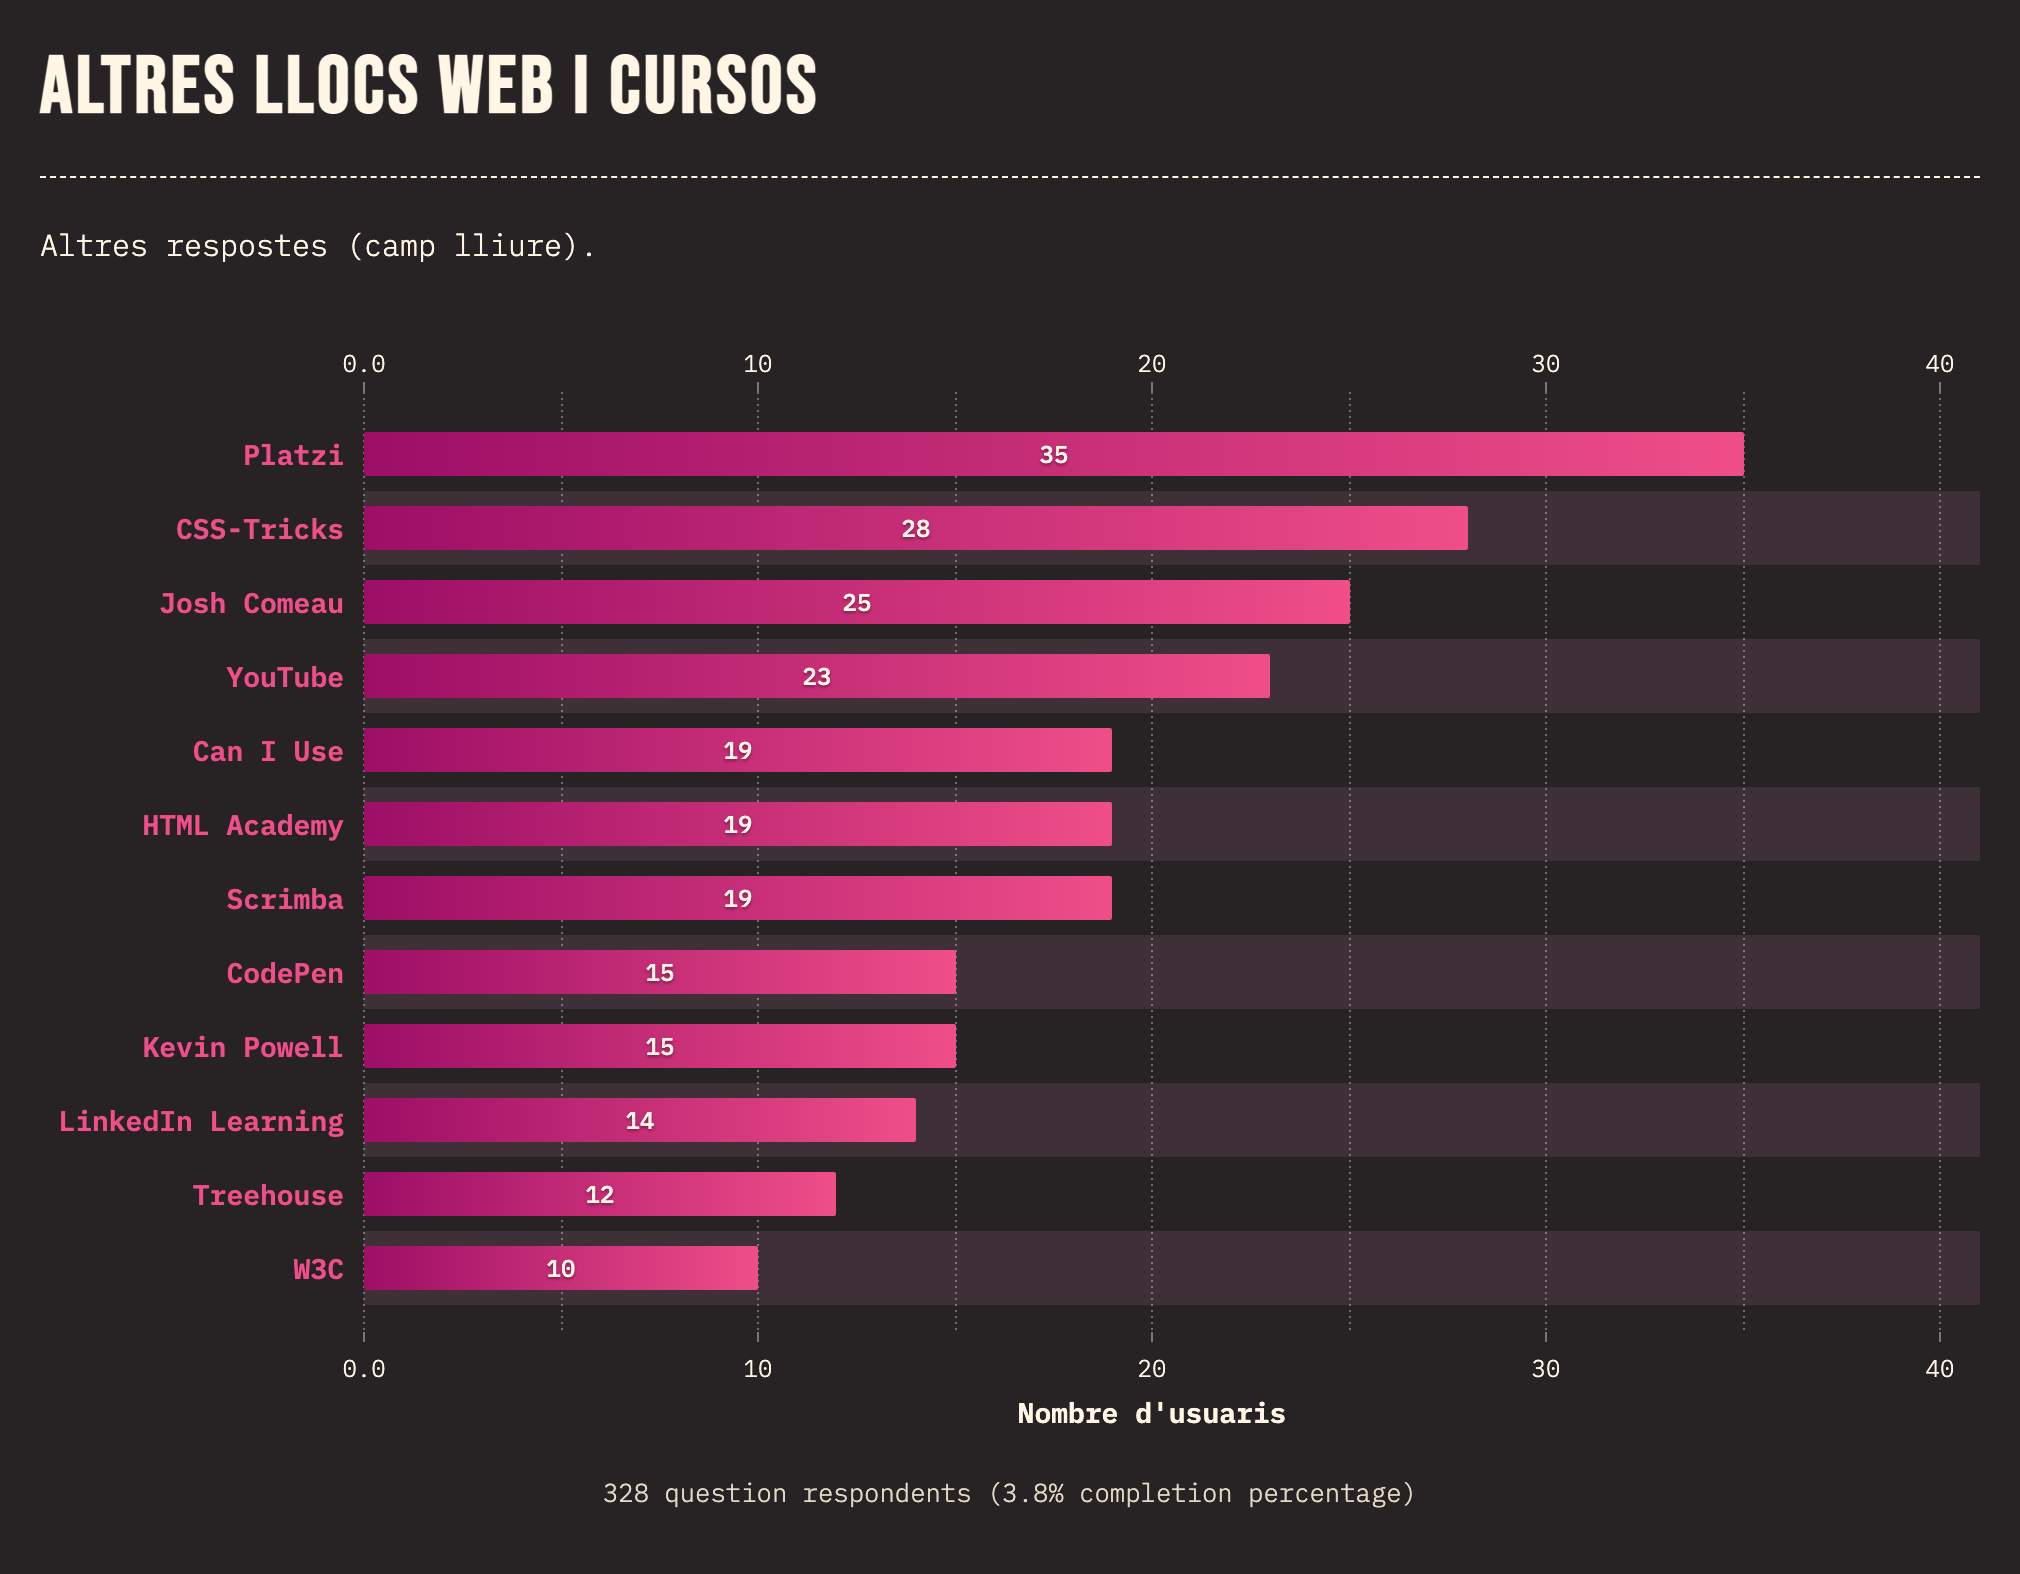 ALTRES LLOCS WEB I CURSOS
Altres respostes (camp lliure).
0.0 10 20 30 40
Platzi 35
CSS-Tricks 28
Josh Comeau 25
YouTube 23
Can I Use 19
HTML Academy 19
Scrimba 19
CodePen 15
Kevin Powell 15
LinkedIn Learning 14
Treehouse 12
W3C 10
0.0 10 20 30 40
Nombre d'usuaris
328 question respondents (3.8% completion percentage)